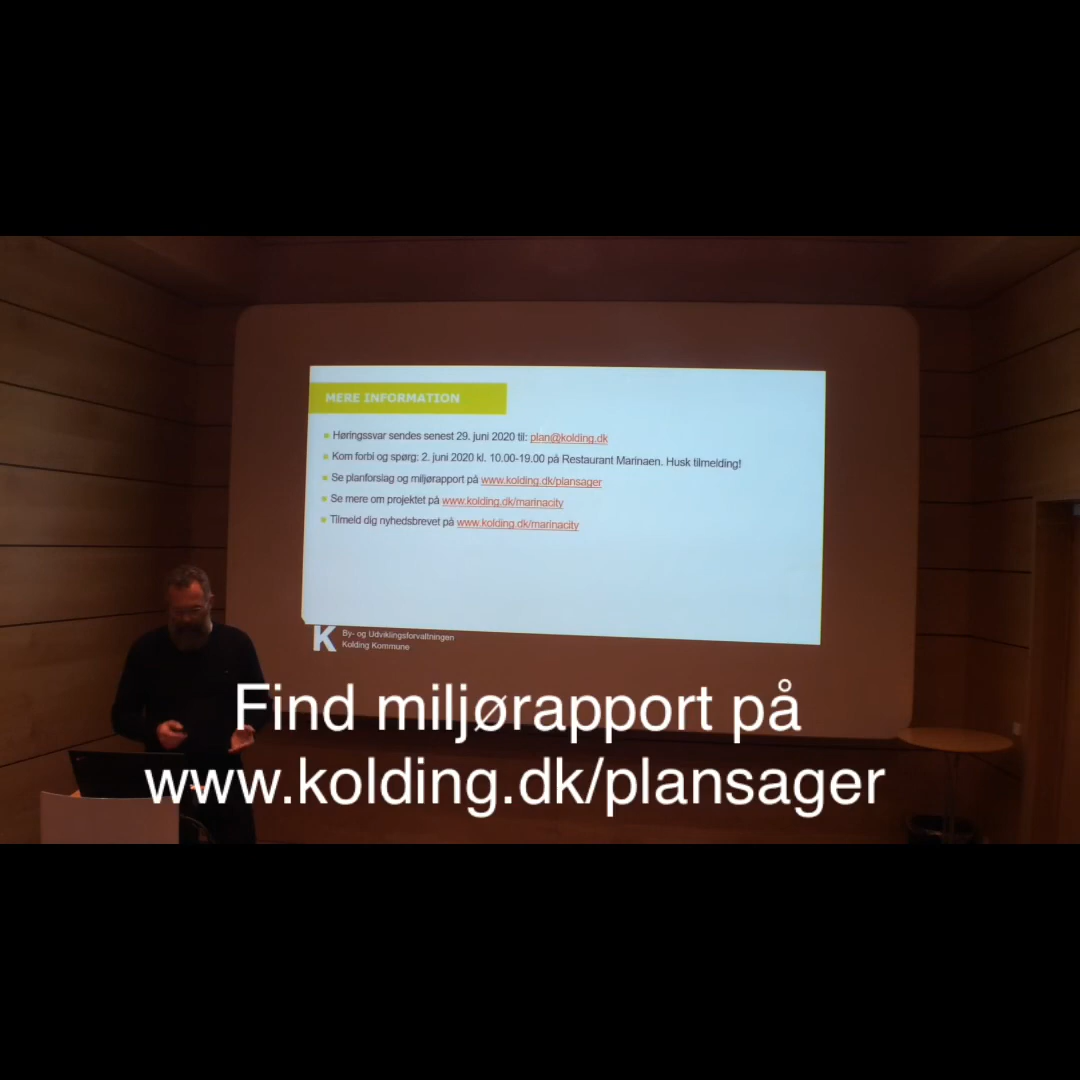 MERE INFORMATION
Høringssvar sendes senest 29. juni 2020 til: plan@kolding.dk
Kom forbi og spørg: 2. juni 2020 kl. 10.00-19.00 på Restaurant Marinaen. Husk tilmelding!
Se planforslag og miljørapport på www.kolding.dk/plansager
Se mere om projektet på www.kolding.dk/marinacity
Tilmeld dig nyhedsbrevet på www.kolding.dk/marinacity
K
By- og Udviklingsforvaltningen
Kolding Kommune
Find miljørapport på
www.kolding.dk/plansager